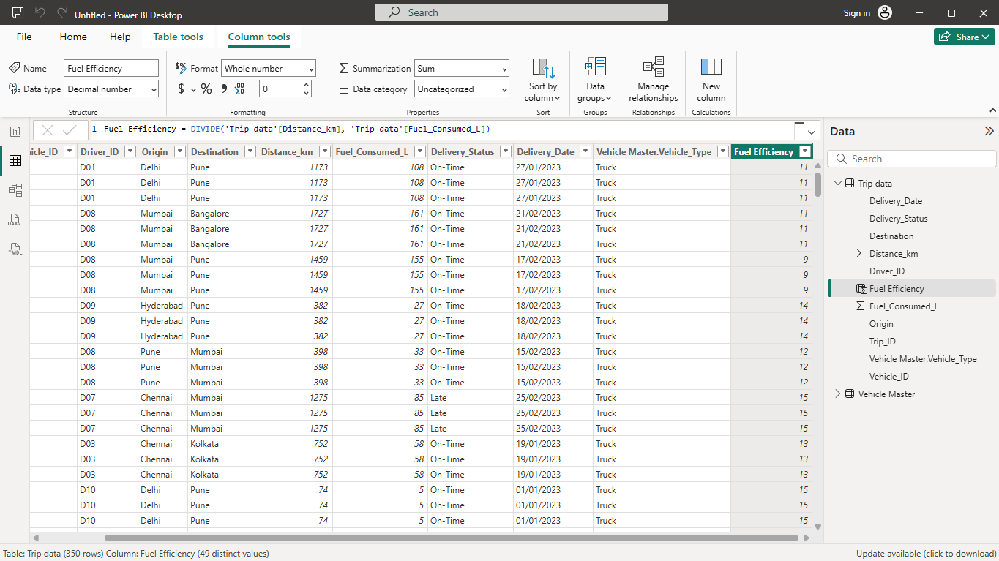 Untitled - Power BI Desktop Search Sign in
File Home Help Table tools Column tools Share
Name Fuel Efficiency $% Format Whole number Summarization Sum
123 Data type Decimal number $ % 9 .00 0 Data category Uncategorized
Sort by column Data groups Manage relationships New column
Structure Formatting Properties Sort Groups Relationships Calculations
1 Fuel Efficiency = DIVIDE('Trip data'[Distance_km], 'Trip data'[Fuel_Consumed_L])
hicle_ID Driver_ID Origin Destination Distance_km Fuel_Consumed_L Delivery_Status Delivery_Date Vehicle Master.Vehicle_Type Fuel Efficiency
D01 Delhi Pune 1173 108 On-Time 27/01/2023 Truck 11
D01 Delhi Pune 1173 108 On-Time 27/01/2023 Truck 11
D01 Delhi Pune 1173 108 On-Time 27/01/2023 Truck 11
D08 Mumbai Bangalore 1727 161 On-Time 21/02/2023 Truck 11
D08 Mumbai Bangalore 1727 161 On-Time 21/02/2023 Truck 11
D08 Mumbai Bangalore 1727 161 On-Time 21/02/2023 Truck 11
D08 Mumbai Pune 1459 155 On-Time 17/02/2023 Truck 9
D08 Mumbai Pune 1459 155 On-Time 17/02/2023 Truck 9
D08 Mumbai Pune 1459 155 On-Time 17/02/2023 Truck 9
D09 Hyderabad Pune 382 27 On-Time 18/02/2023 Truck 14
D09 Hyderabad Pune 382 27 On-Time 18/02/2023 Truck 14
D09 Hyderabad Pune 382 27 On-Time 18/02/2023 Truck 14
D08 Pune Mumbai 398 33 On-Time 15/02/2023 Truck 12
D08 Pune Mumbai 398 33 On-Time 15/02/2023 Truck 12
D08 Pune Mumbai 398 33 On-Time 15/02/2023 Truck 12
D07 Chennai Mumbai 1275 85 Late 25/02/2023 Truck 15
D07 Chennai Mumbai 1275 85 Late 25/02/2023 Truck 15
D07 Chennai Mumbai 1275 85 Late 25/02/2023 Truck 15
D03 Chennai Kolkata 752 58 On-Time 19/01/2023 Truck 13
D03 Chennai Kolkata 752 58 On-Time 19/01/2023 Truck 13
D03 Chennai Kolkata 752 58 On-Time 19/01/2023 Truck 13
D10 Delhi Pune 74 5 On-Time 01/01/2023 Truck 15
D10 Delhi Pune 74 5 On-Time 01/01/2023 Truck 15
D10 Delhi Pune 74 5 On-Time 01/01/2023 Truck 15
DAX
TMDL
Data
Search
Trip data
Delivery_Date
Delivery_Status
Destination
Distance_km
Driver_ID
Fuel Efficiency
Fuel_Consumed_L
Origin
Trip_ID
Vehicle Master.Vehicle_Type
Vehicle_ID
Vehicle Master
Table: Trip data (350 rows) Column: Fuel Efficiency (49 distinct values) Update available (click to download)